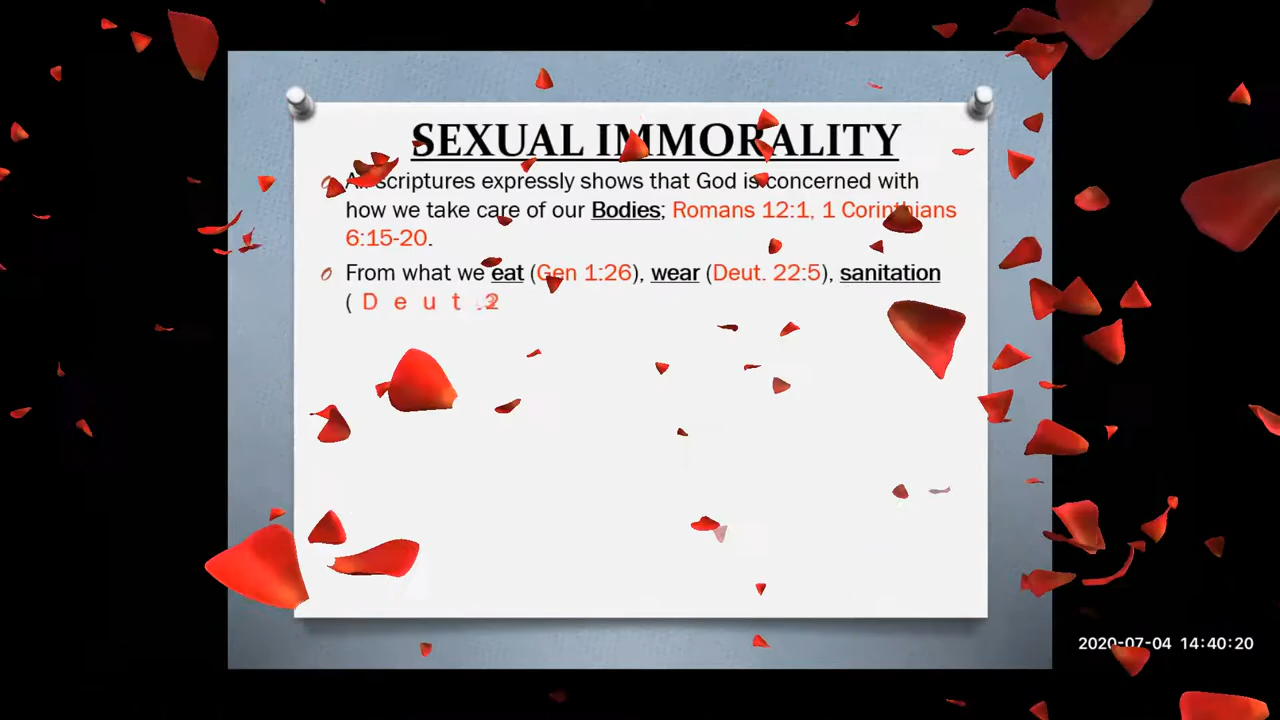 SEXUAL IMMORALITY
All scriptures expressly shows that God is concerned with
how we take care of our Bodies; Romans 12:1, 1 Corinthians
6:15-20.
From what we eat (Gen 1:26), wear (Deut. 22:5), sanitation
( D e u t . 2
2020-07-04 14:40:20